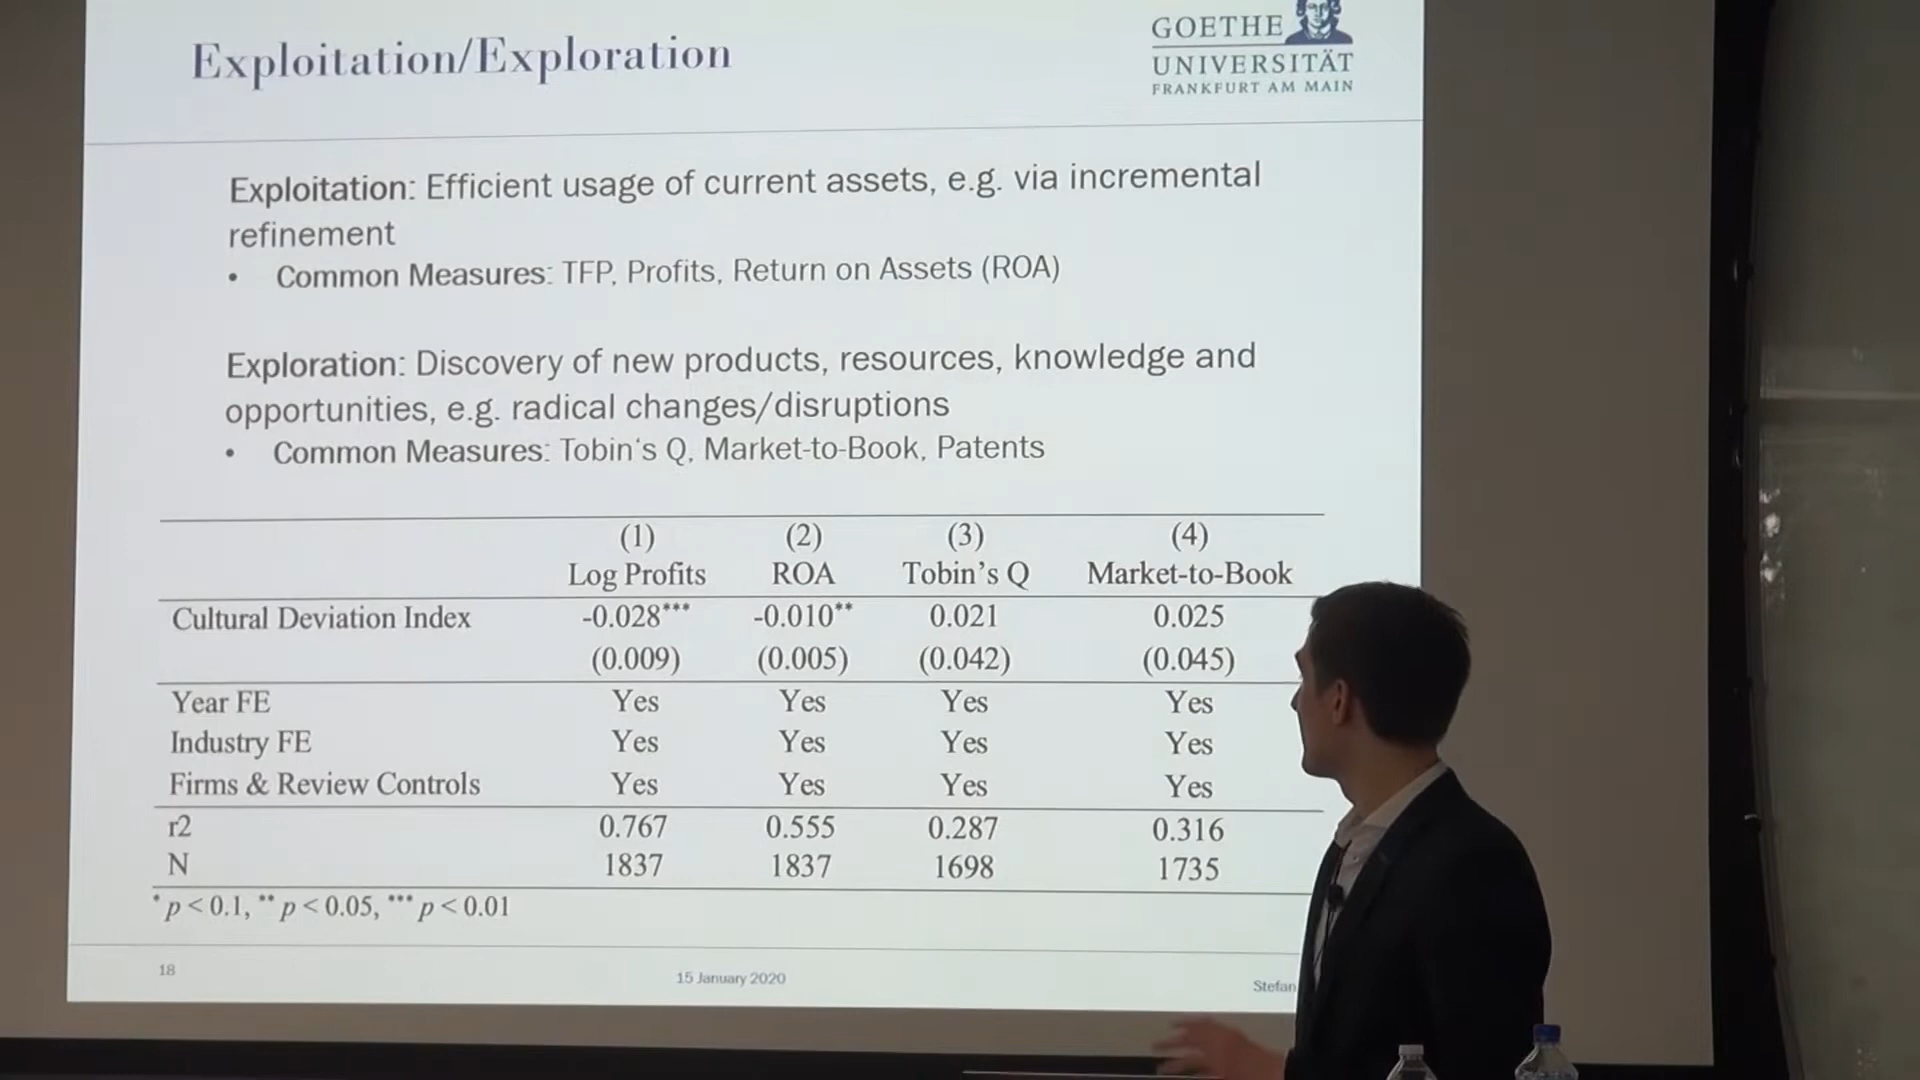 Exploitation/Exploration
GOETHE
UNIVERSITÄT
FRANKFURT AM MAIN
Exploitation: Efficient usage of current assets, e.g. via incremental
refinement
• Common Measures: TFP, Profits, Return on Assets (ROA)
Exploration: Discovery of new products, resources, knowledge and
opportunities, e.g. radical changes/disruptions
• Common Measures: Tobin‘s Q, Market-to-Book, Patents
(1) (2) (3) (4)
Log Profits ROA Tobin’s Q Market-to-Book
Cultural Deviation Index -0.028*** -0.010** 0.021 0.025
(0.009) (0.005) (0.042) (0.045)
Year FE Yes Yes Yes Yes
Industry FE Yes Yes Yes Yes
Firms & Review Controls Yes Yes Yes Yes
r2 0.767 0.555 0.287 0.316
N 1837 1837 1698 1735
* p < 0.1, ** p < 0.05, *** p < 0.01
18 15 January 2020 Stefan